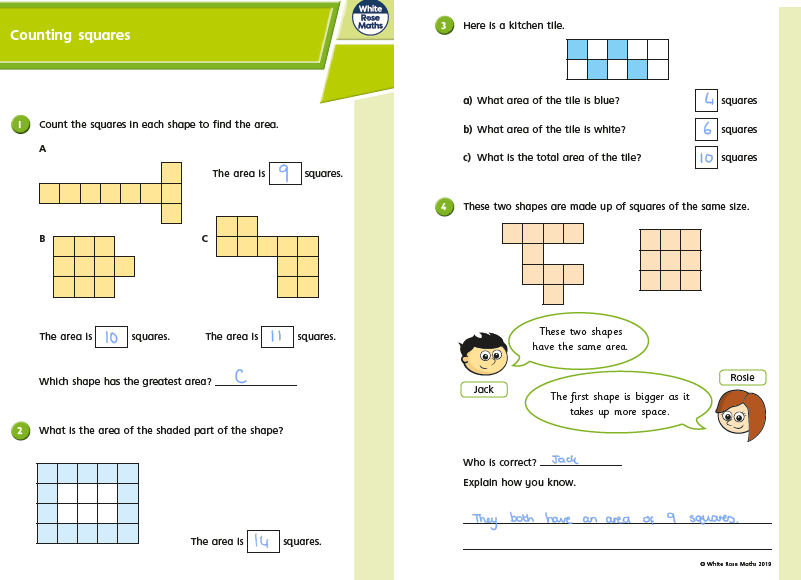 Counting squares
White
Rose
Maths
1 Count the squares in each shape to find the area.
A
The area is 9 squares.
B
C
The area is 10 squares.
The area is 11 squares.
Which shape has the greatest area? C
2 What is the area of the shaded part of the shape?
The area is 14 squares.
3 Here is a kitchen tile.
a) What area of the tile is blue? 4 squares
b) What area of the tile is white? 6 squares
c) What is the total area of the tile? 10 squares
4 These two shapes are made up of squares of the same size.
These two shapes
have the same area.
Jack
Rosie
The first shape is bigger as it
takes up more space.
Who is correct? Jack
Explain how you know.
They both have an area of 9 squares.
© White Rose Maths 2019